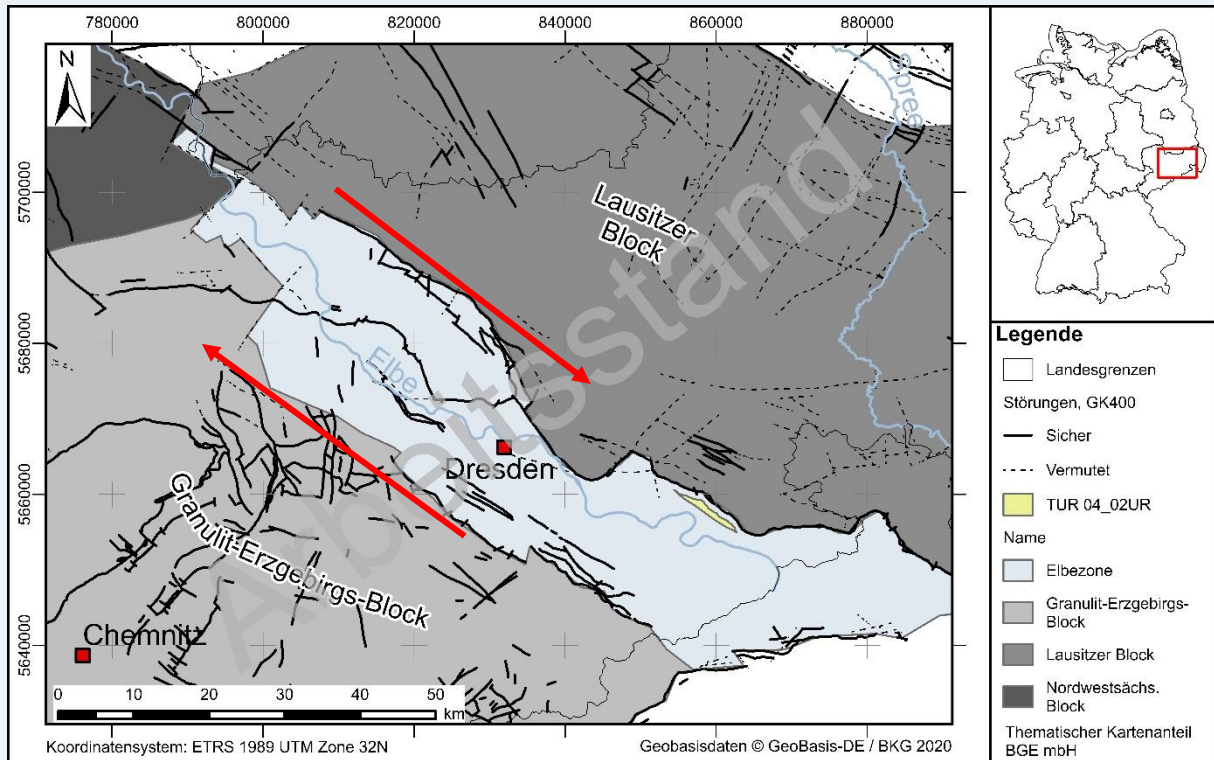 780000 800000 820000 840000 860000 880000
N
Spree
5700000
Lausitzer
Block
5680000
Elbe
Dresden
5660000
Granulit-Erzgebirgs-Block
Chemnitz
5640000
0 10 20 30 40 50
km
Arbeitsstand
Koordinatensystem: ETRS 1989 UTM Zone 32N
Geobasisdaten © GeoBasis-DE / BKG 2020
Legende
Landesgrenzen
Störungen, GK400
Sicher
Vermutet
TUR 04_02UR
Name
Elbezone
Granulit-Erzgebirgs-
Block
Lausitzer Block
Nordwestsächs.
Block
Thematischer Kartenanteil
BGE mbH